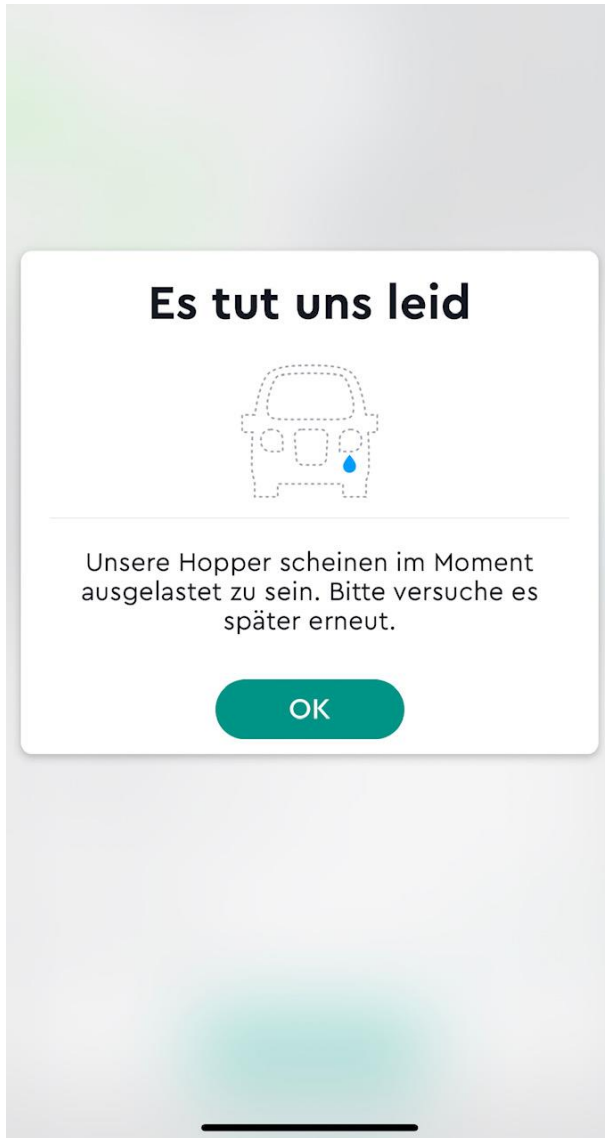 Es tut uns leid
Unsere Hopper scheinen im Moment
ausgelastet zu sein. Bitte versuche es
später erneut.
OK